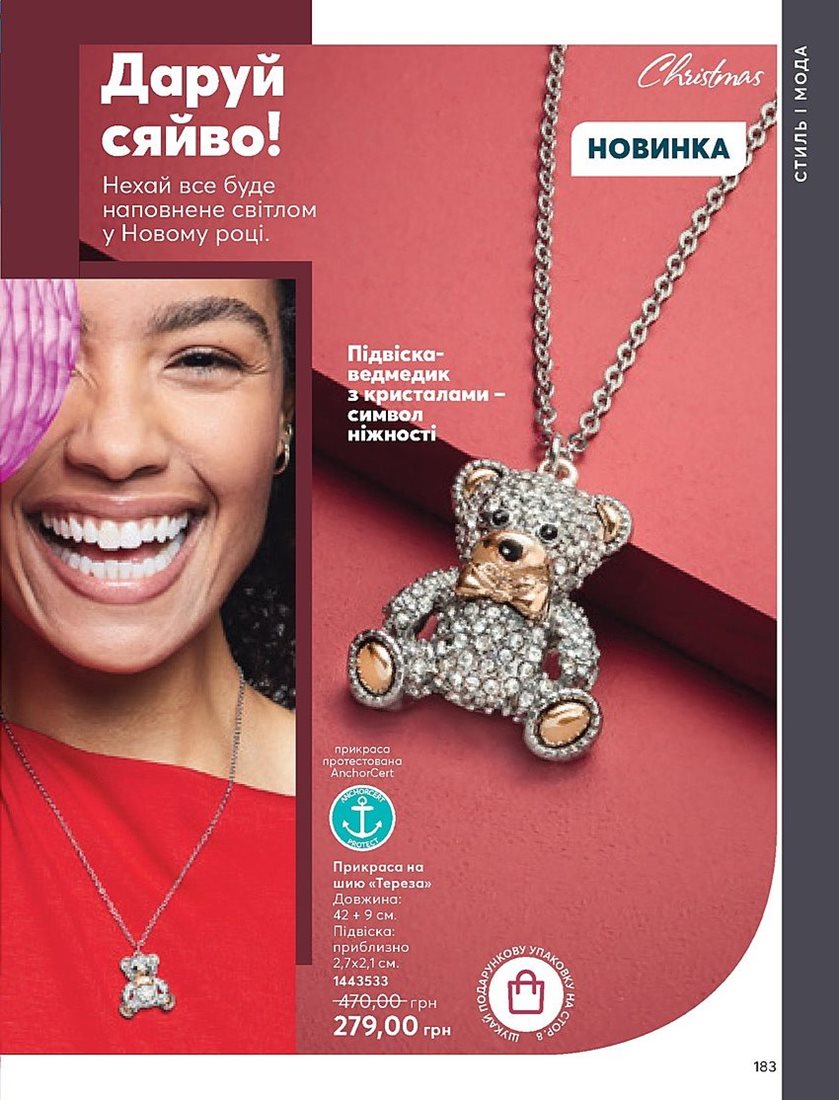 Даруй
сяйво!
Нехай все буде
наповнене світлом
у Новому році.
Christmas
НОВИНКА
СТИЛЬ І МОДА
Підвіска-
ведмедик
з кристалами –
символ
ніжності
прикраса
протестована
AnchorCert
ANCHORCERT
PROTECT
Прикраса на
шию «Тереза»
Довжина:
42 + 9 см.
Підвіска:
приблизно
2,7х2,1 см.
1443533
470,00 грн
279,00 грн
ШУКАЙ ПОДАРУНКОВУ УПАКОВКУ НА СТОР. 8
183